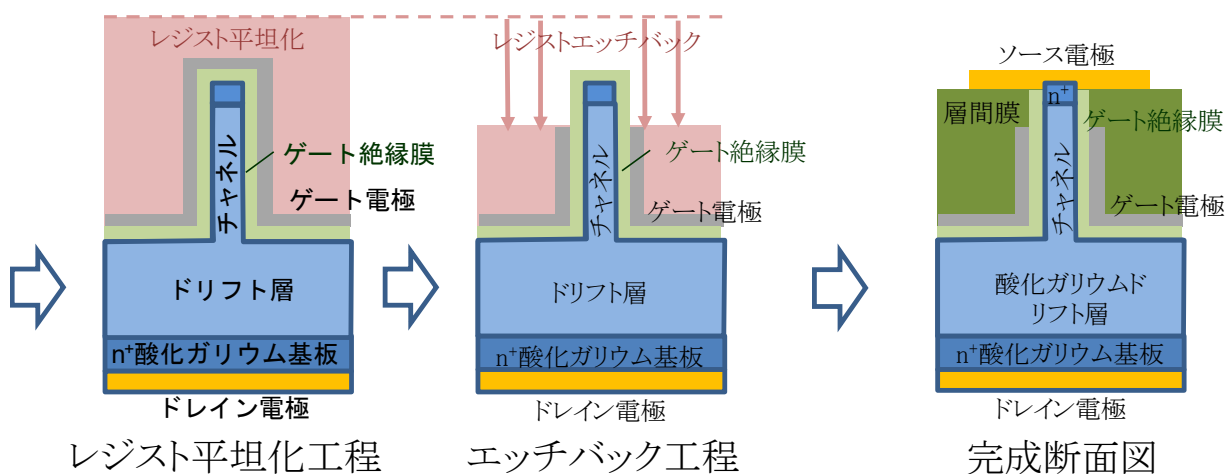 レジスト平坦化
ゲート絶縁膜
ゲート電極
チャネル
ドリフト層
n+酸化ガリウム基板
ドレイン電極
レジスト平坦化工程
レジストエッチバック
ゲート絶縁膜
ゲート電極
チャネル
ドリフト層
n+酸化ガリウム基板
ドレイン電極
エッチバック工程
ソース電極
n+
層間膜
ゲート絶縁膜
ゲート電極
チャネル
酸化ガリウムド
リフト層
n+酸化ガリウム基板
ドレイン電極
完成断面図